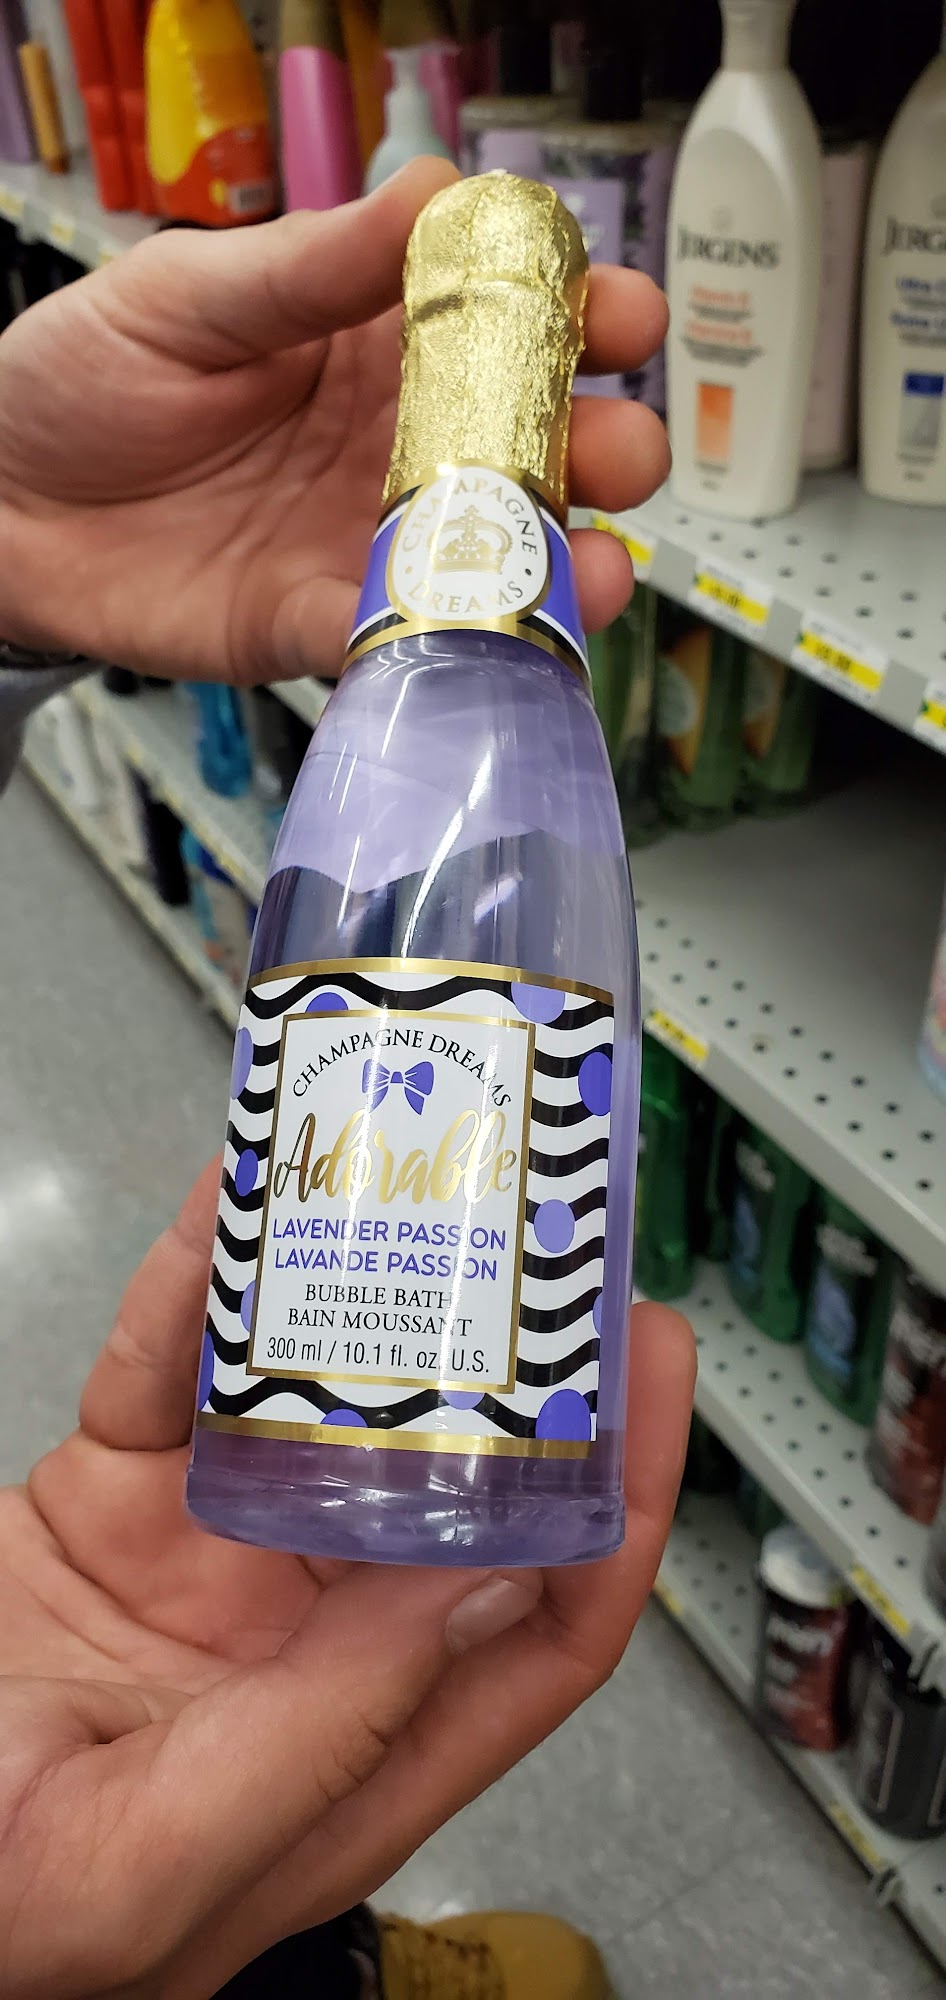 JERGENS
CHAMPAGNE
DREAMS
CHAMPAGNE DREAMS
Adorable
LAVENDER PASSION
LAVANDE PASSION
BUBBLE BATH
BAIN MOUSSANT
300 ml / 10.1 fl. oz. U.S.